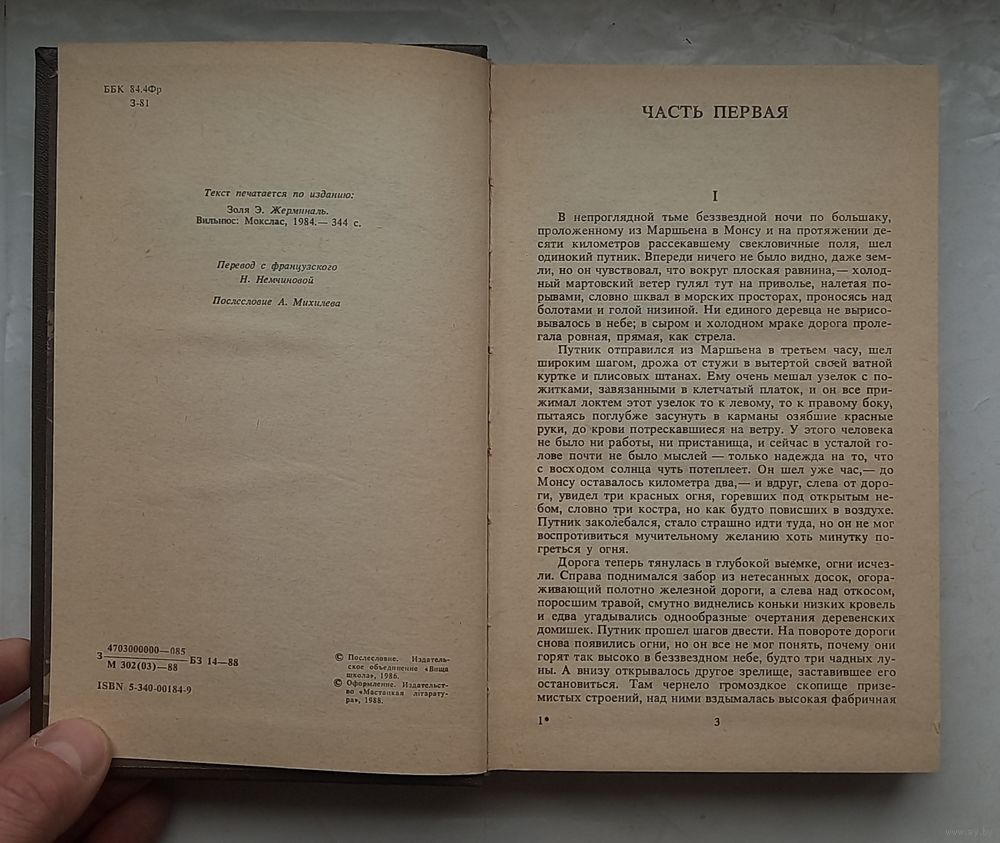 ББК 84.4Фр
З-81
Текст печатается по изданию:
Золя Э. Жерминаль.
Вильнюс: Мокслас, 1984.— 344 с.
Перевод с французского
Н. Немчиновой
Послесловие А. Михилева
З 4703000000—085 БЗ 14—88
М 302(03)—88
ISBN 5-340-00184-9
© Послесловие. Издатель-
ское объединение «Вища
школа», 1986.
© Оформление. Издательст-
во «Мастацкая літарату-
ра», 1988.
ЧАСТЬ ПЕРВАЯ
I
В непроглядной тьме беззвездной ночи по большаку,
проложенному из Маршьена в Монсу и на протяжении де-
сяти километров рассекавшему свекловичные поля, шел
одинокий путник. Впереди ничего не было видно, даже зем-
ли, но он чувствовал, что вокруг плоская равнина,— холод-
ный мартовский ветер гулял тут на приволье, налетая по-
рывами, словно шквал в морских просторах, проносясь над
болотами и голой низиной. Ни единого деревца не вырисо-
вывалось в небе; в сыром и холодном мраке дорога проле-
гала ровная, прямая, как стрела.
Путник отправился из Маршьена в третьем часу, шел
широким шагом, дрожа от стужи в вытертой своей ватной
куртке и плисовых штанах. Ему очень мешал узелок с по-
житками, завязанными в клетчатый платок, и он все при-
жимал локтем этот узелок то к левому, то к правому боку,
пытаясь поглубже засунуть в карманы озябшие красные
руки, до крови потрескавшиеся на ветру. У этого человека
не было ни работы, ни пристанища, и сейчас в усталой го-
лове почти не было мыслей — только надежда на то, что
с восходом солнца чуть потеплеет. Он шел уже час,— до
Монсу оставалось километра два,— и вдруг, слева от доро-
ги, увидел три красных огня, горевших под открытым не-
бом, словно три костра, но как будто повисших в воздухе.
Путник заколебался, стало страшно идти туда, но он не мог
воспротивиться мучительному желанию хоть минутку по-
греться у огня.
Дорога теперь тянулась в глубокой выемке, огни исчез-
ли. Справа поднимался забор из нетесанных досок, огора-
живающий полотно железной дороги, а слева над откосом,
поросшим травой, смутно виднелись коньки низких кровель
и едва угадывались однообразные очертания деревенских
домишек. Путник прошел шагов двести. На повороте дороги
снова появились огни, но он все не мог понять, почему они
горят так высоко в беззвездном небе, будто три чадных лу-
ны. А внизу открывалось другое зрелище, заставившее его
остановиться. Там чернело громоздкое скопище призе-
мистых строений, над ними вздымалась высокая фабричная
1*
3
www.ay.by